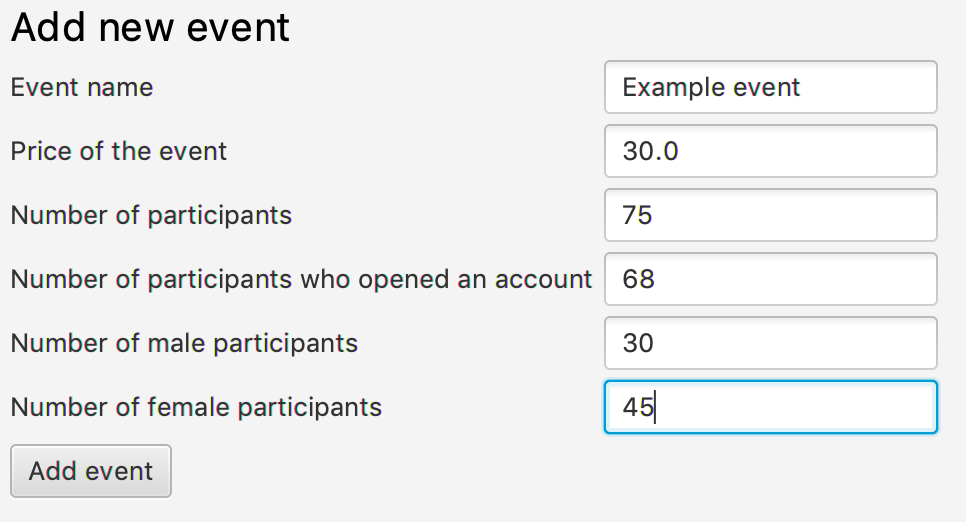 Add new event
Event name Example event
Price of the event 30.0
Number of participants 75
Number of participants who opened an account 68
Number of male participants 30
Number of female participants 45
Add event